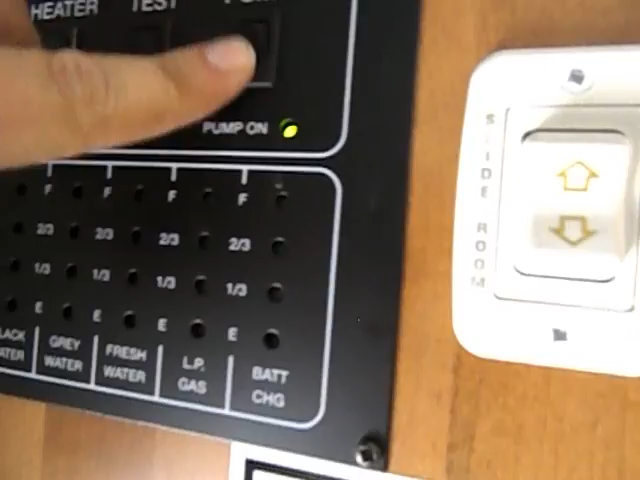 HEATER TEST
PUMP ON
F F F F
2/3 2/3 2/3 2/3
1/3 1/3 1/3 1/3
E E E E
GREY WATER
FRESH WATER
L.P. GAS
BATT CHG
SLIDE ROOM